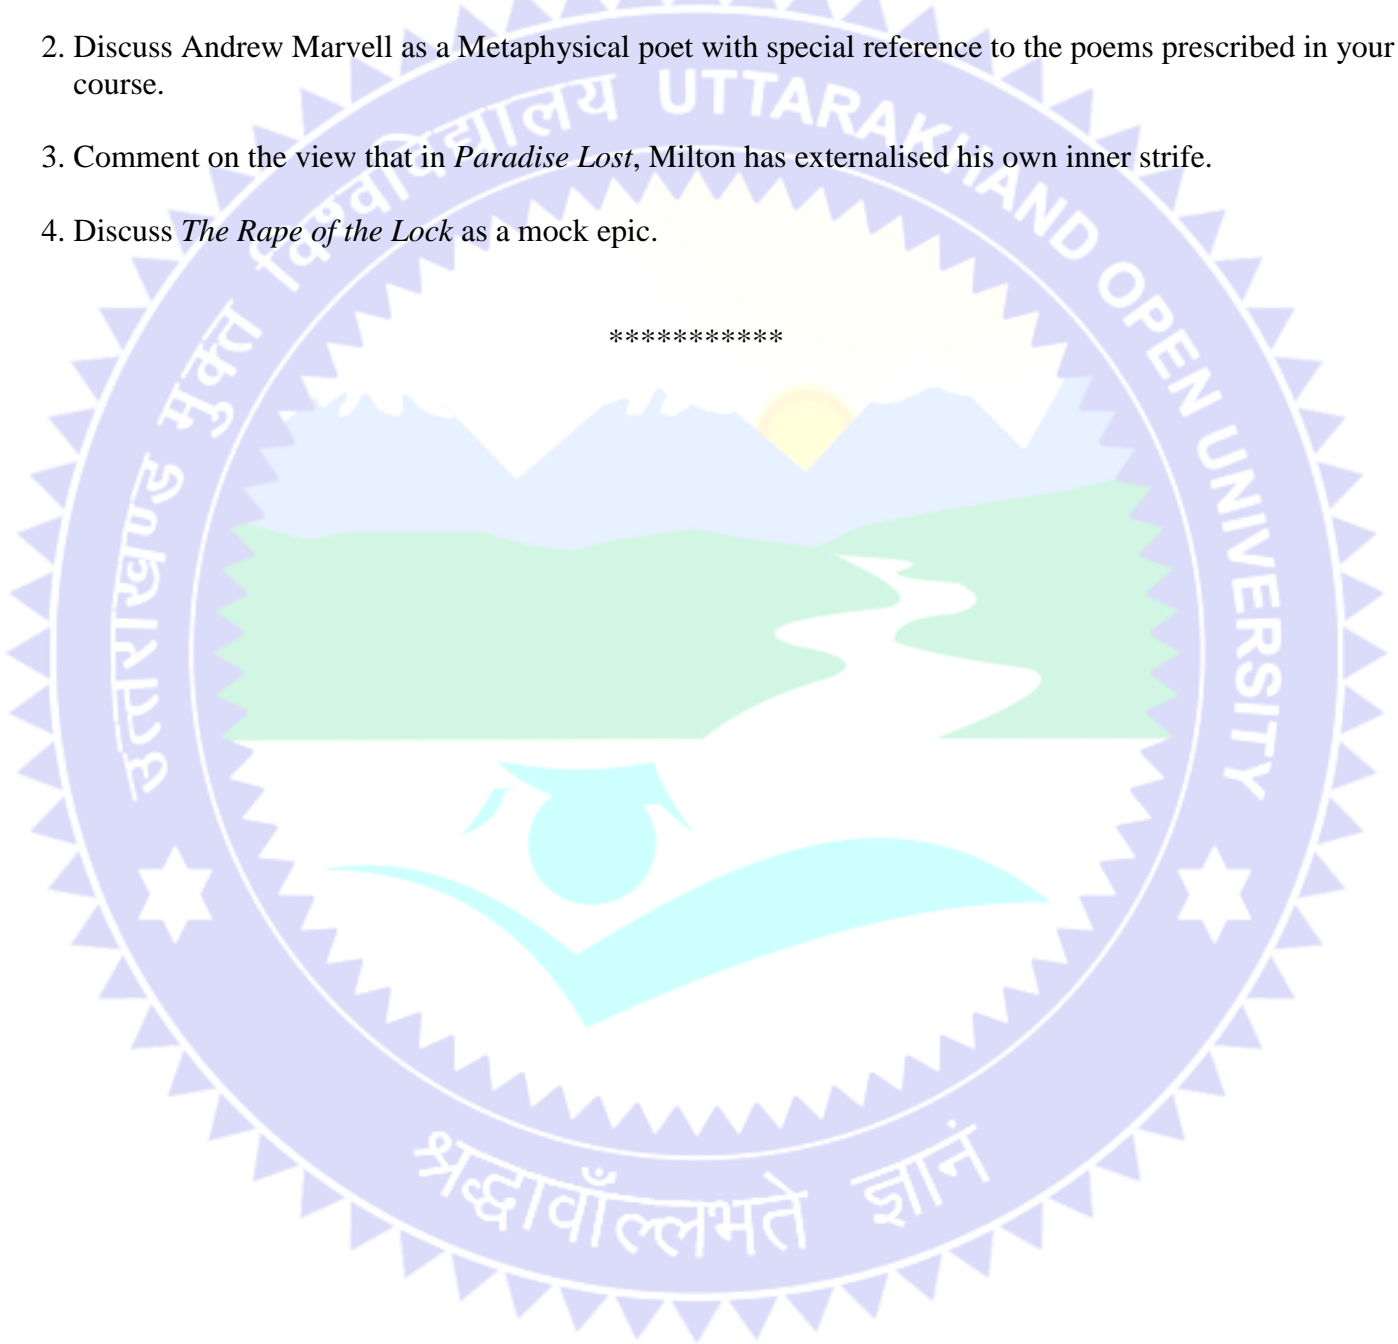 2. Discuss Andrew Marvell as a Metaphysical poet with special reference to the poems prescribed in your
course.
3. Comment on the view that in Paradise Lost, Milton has externalised his own inner strife.
4. Discuss The Rape of the Lock as a mock epic.
***********
उत्तराखण्ड मुक्त विश्वविद्यालय UTTARAKHAND OPEN UNIVERSITY
श्रद्धावाँल्लभते ज्ञानं